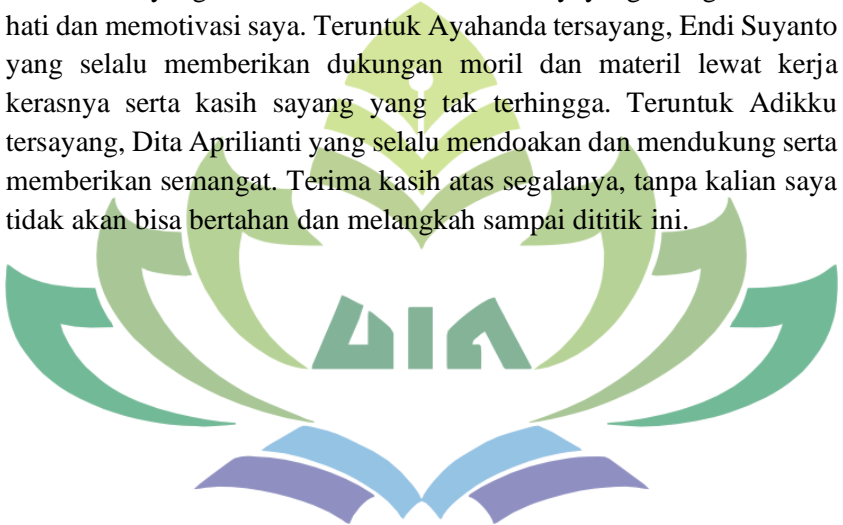 hati dan memotivasi saya. Teruntuk Ayahanda tersayang, Endi Suyanto
yang selalu memberikan dukungan moril dan materil lewat kerja
kerasnya serta kasih sayang yang tak terhingga. Teruntuk Adikku
tersayang, Dita Aprilianti yang selalu mendoakan dan mendukung serta
memberikan semangat. Terima kasih atas segalanya, tanpa kalian saya
tidak akan bisa bertahan dan melangkah sampai dititik ini.
UIN